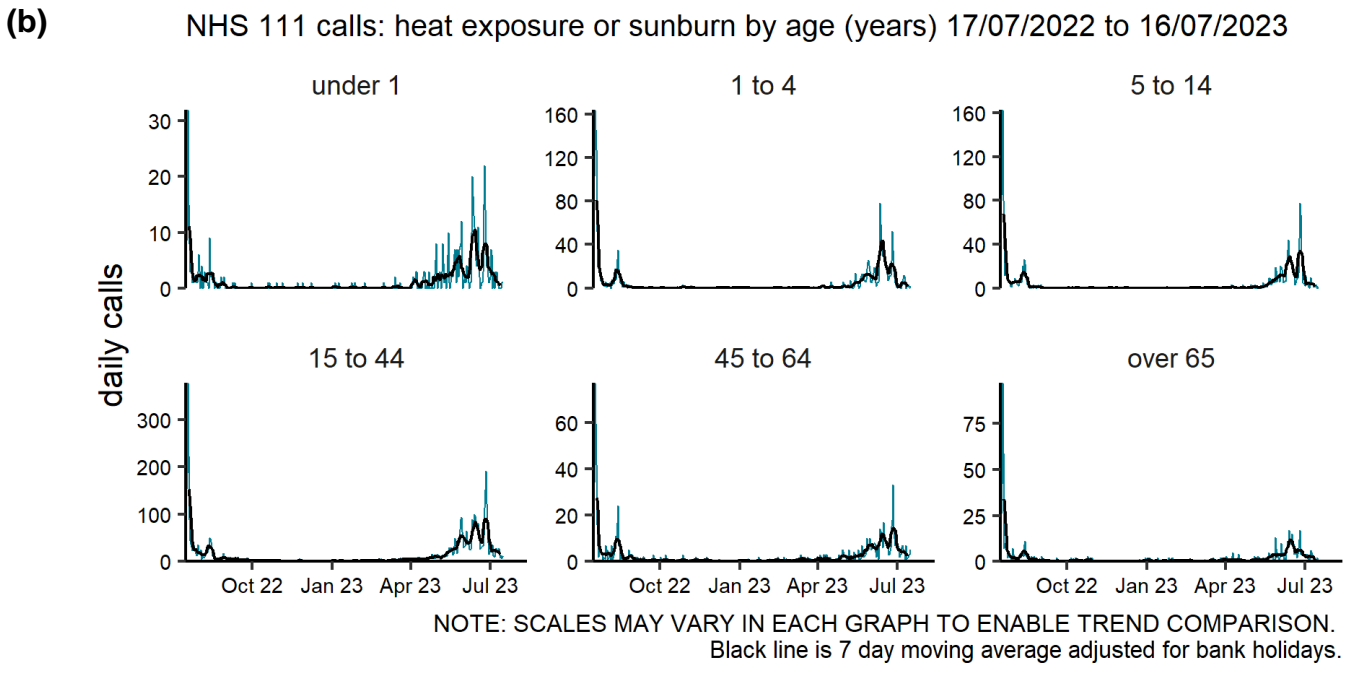 (b)
NHS 111 calls: heat exposure or sunburn by age (years) 17/07/2022 to 16/07/2023
daily calls
under 1
30
20
10
0
1 to 4
160
120
80
40
0
5 to 14
160
120
80
40
0
15 to 44
300
200
100
0
Oct 22 Jan 23 Apr 23 Jul 23
45 to 64
60
40
20
0
Oct 22 Jan 23 Apr 23 Jul 23
over 65
75
50
25
0
Oct 22 Jan 23 Apr 23 Jul 23
NOTE: SCALES MAY VARY IN EACH GRAPH TO ENABLE TREND COMPARISON.
Black line is 7 day moving average adjusted for bank holidays.